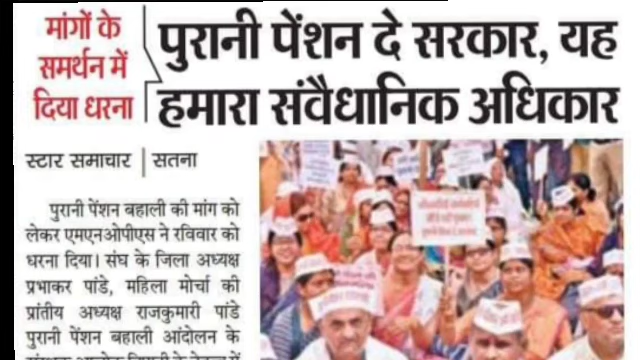 मांगों के
समर्थन में
दिया धरना
पुरानी पेंशन दे सरकार, यह
हमारा संवैधानिक अधिकार
स्टार समाचार | सतना
पुरानी पेंशन बहाली की मांग को
लेकर एमएनओपीएस ने रविवार को
धरना दिया। संघ के जिला अध्यक्ष
प्रभाकर पांडे, महिला मोर्चा की
प्रांतीय अध्यक्ष राजकुमारी पांडे
पुरानी पेंशन बहाली आंदोलन के